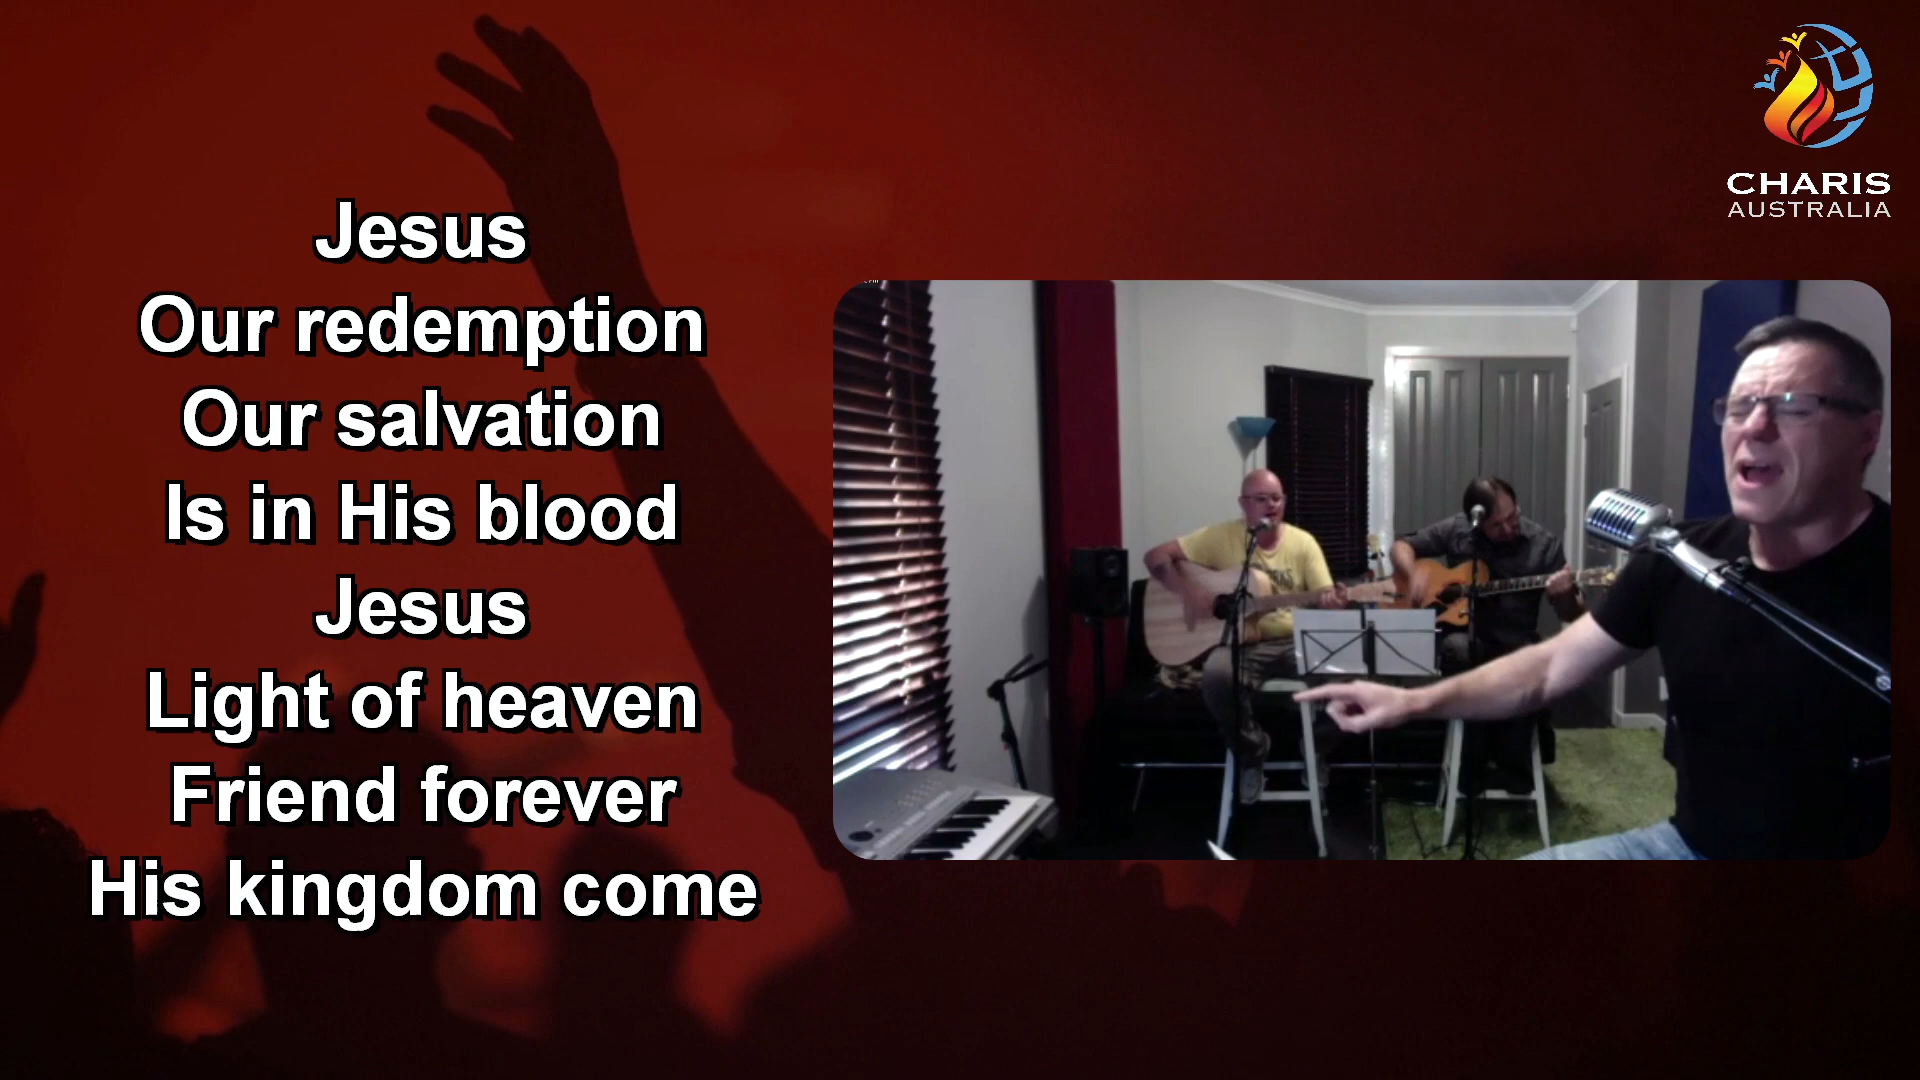 Jesus
Our redemption
Our salvation
Is in His blood
Jesus
Light of heaven
Friend forever
His kingdom come
CHARIS
AUSTRALIA